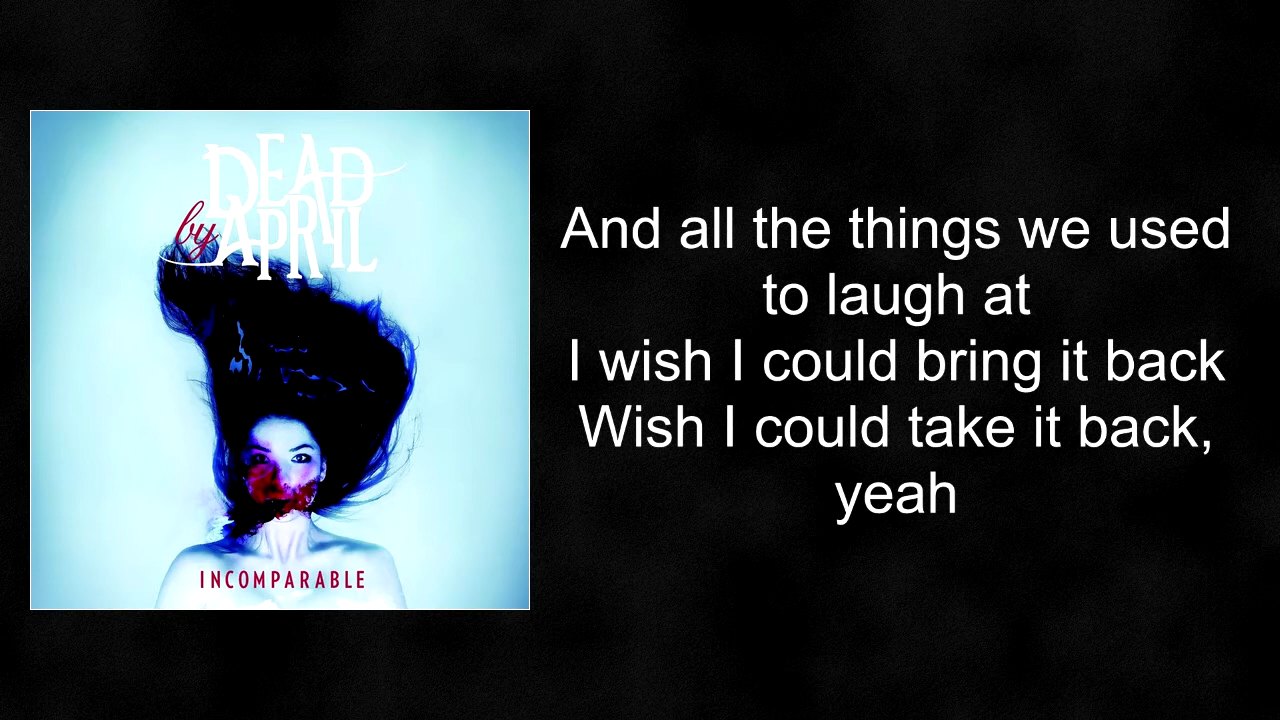 DEAD
by APRIL
INCOMPARABLE
And all the things we used
to laugh at
I wish I could bring it back
Wish I could take it back,
yeah